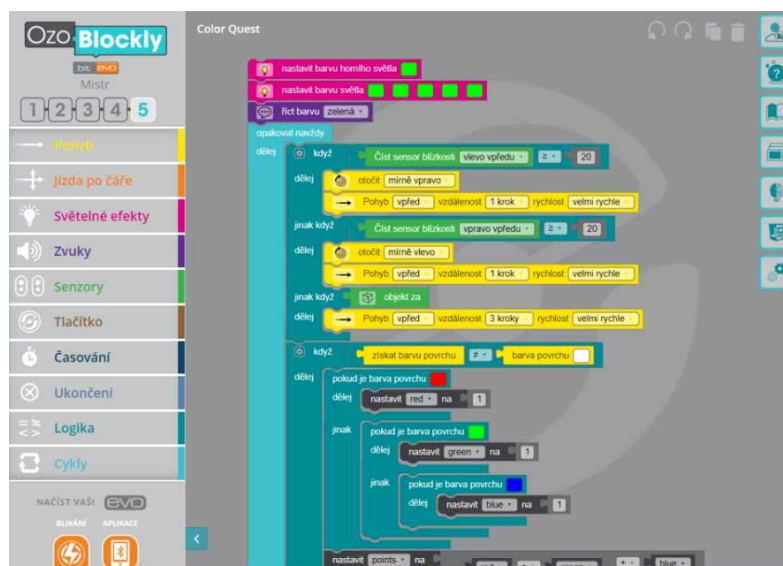 Ozo Blockly
bit evo
Mistr
1 2 3 4 5
Pohyb
Jízda po čáře
Světelné efekty
Zvuky
Senzory
Tlačítko
Časování
Ukončení
Logika
Cykly
NAČÍST VAŠI evo
BLIKÁNÍ APLIKACE
Color Quest
nastavit barvu horního světla
nastavit barvu světla
říct barvu zelená
opakovat navždy
dělej když Číst sensor blízkosti vlevo vpředu ≥ 20
dělej otočit mírně vpravo
Pohyb vpřed vzdálenost 1 krok rychlost velmi rychle
jinak když Číst sensor blízkosti vpravo vpředu ≥ 20
dělej otočit mírně vlevo
Pohyb vpřed vzdálenost 1 krok rychlost velmi rychle
jinak když objekt za
dělej Pohyb vpřed vzdálenost 3 kroky rychlost velmi rychle
když získat barvu povrchu ≠ barva povrchu
dělej pokud je barva povrchu
dělej nastavit red na 1
jinak pokud je barva povrchu
dělej nastavit green na 1
jinak pokud je barva povrchu
dělej nastavit blue na 1
nastavit points na red + green + blue